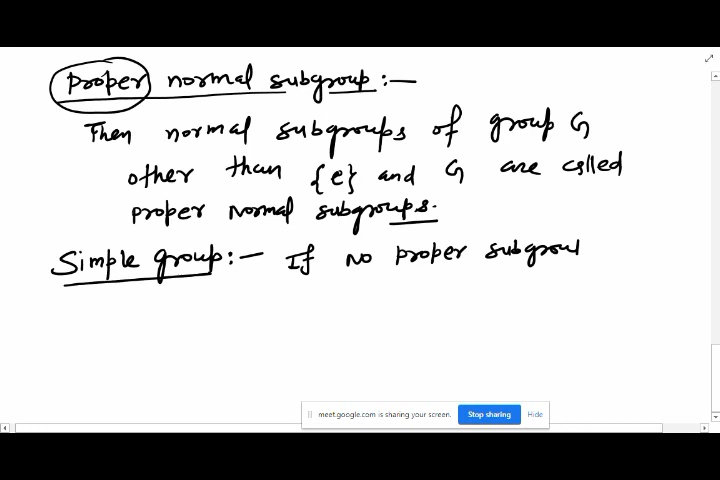 Proper normal subgroup :—
Then normal subgroups of group G
other than {e} and G are called
proper normal subgroups.
Simple group :— If no proper subgrou
meet.google.com is sharing your screen. Stop sharing Hide